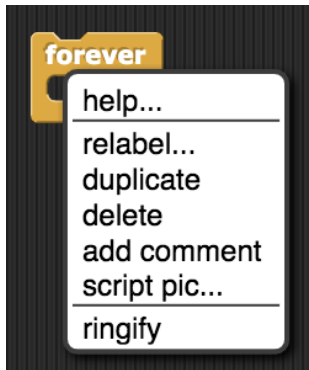 forever
help...
relabel...
duplicate
delete
add comment
script pic...
ringify